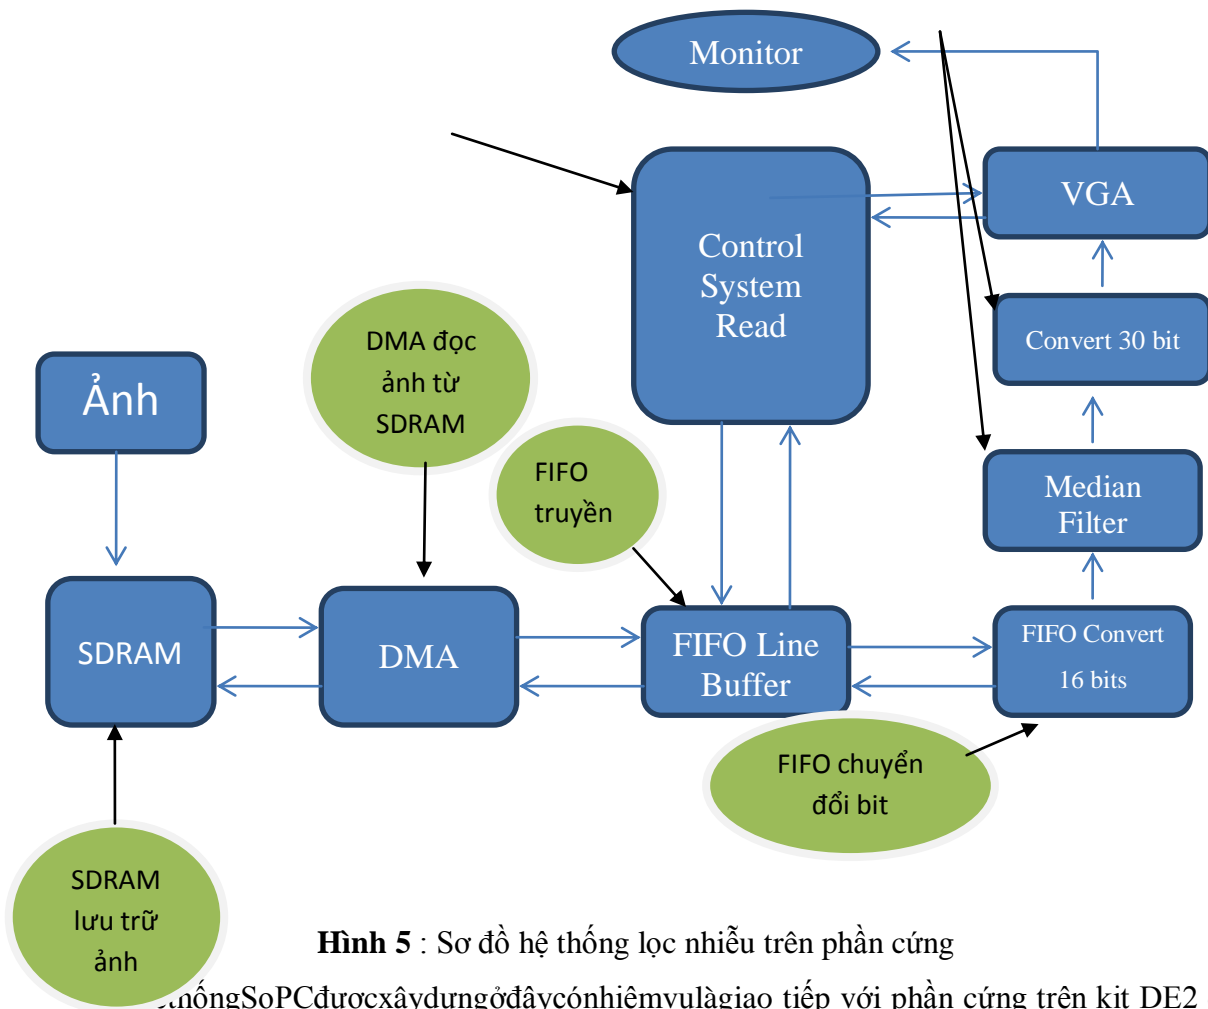 Monitor
VGA
Control
System
Read
Convert 30 bit
DMA đọc
ảnh từ
SDRAM
Ảnh
FIFO
truyền
Median
Filter
SDRAM
DMA
FIFO Line
Buffer
FIFO Convert
16 bits
FIFO chuyển
đổi bit
SDRAM
lưu trữ
ảnh
Hình 5 : Sơ đồ hệ thống lọc nhiễu trên phần cứng
thốngSoPCđượcxâydựngởđâycónhiệmvụlàgiao tiếp với phần cứng trên kit DE2